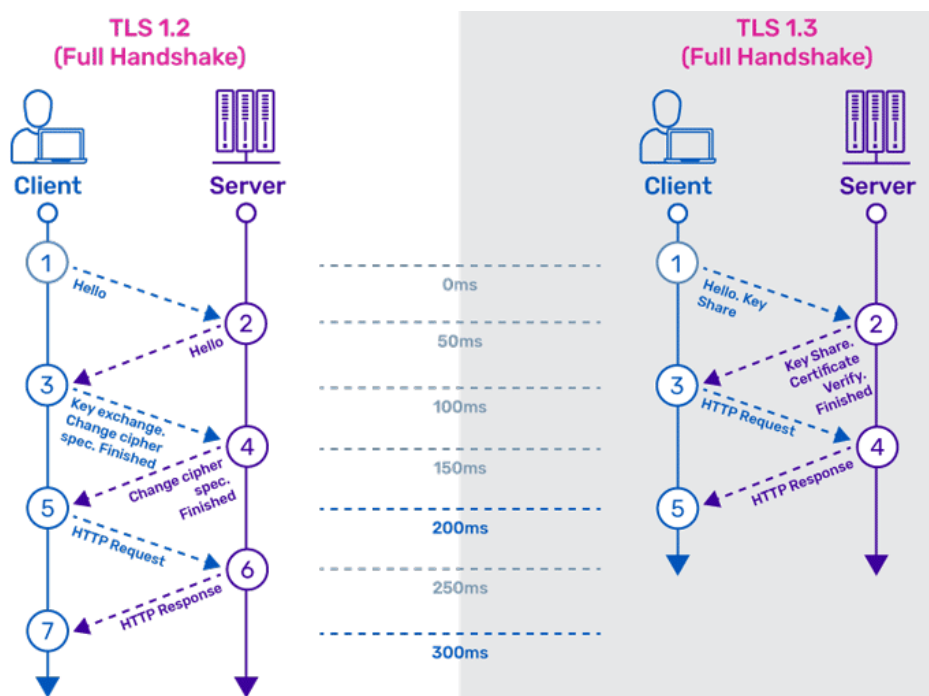 TLS 1.2
(Full Handshake)
Client
Server
1
Hello
2
Hello
3
Key exchange.
Change cipher
spec. Finished
4
Change cipher
spec.
Finished
5
HTTP Request
6
HTTP Response
7
0ms
50ms
100ms
150ms
200ms
250ms
300ms
TLS 1.3
(Full Handshake)
Client
Server
1
Hello. Key
Share
2
Key Share.
Certificate
Verify.
Finished
3
HTTP Request
4
HTTP Response
5